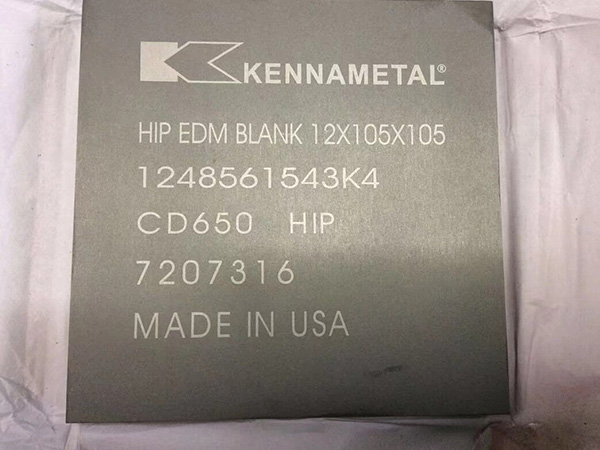 KENNAMETAL®
HIP EDM BLANK 12X105X105
1248561543K4
CD650 HIP
7207316
MADE IN USA